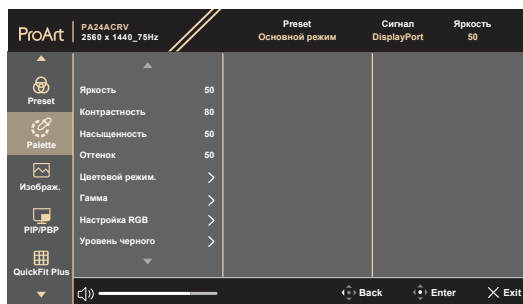 ProArt
PA24ACRV
2560 x 1440_75Hz
Preset
Основной режим
Сигнал
DisplayPort
Яркость
50
Preset
Palette
Изображ.
PIP/PBP
QuickFit Plus
Яркость 50
Контрастность 80
Насыщенность 50
Оттенок 50
Цветовой режим.
Гамма
Настройка RGB
Уровень черного
Back
Enter
Exit